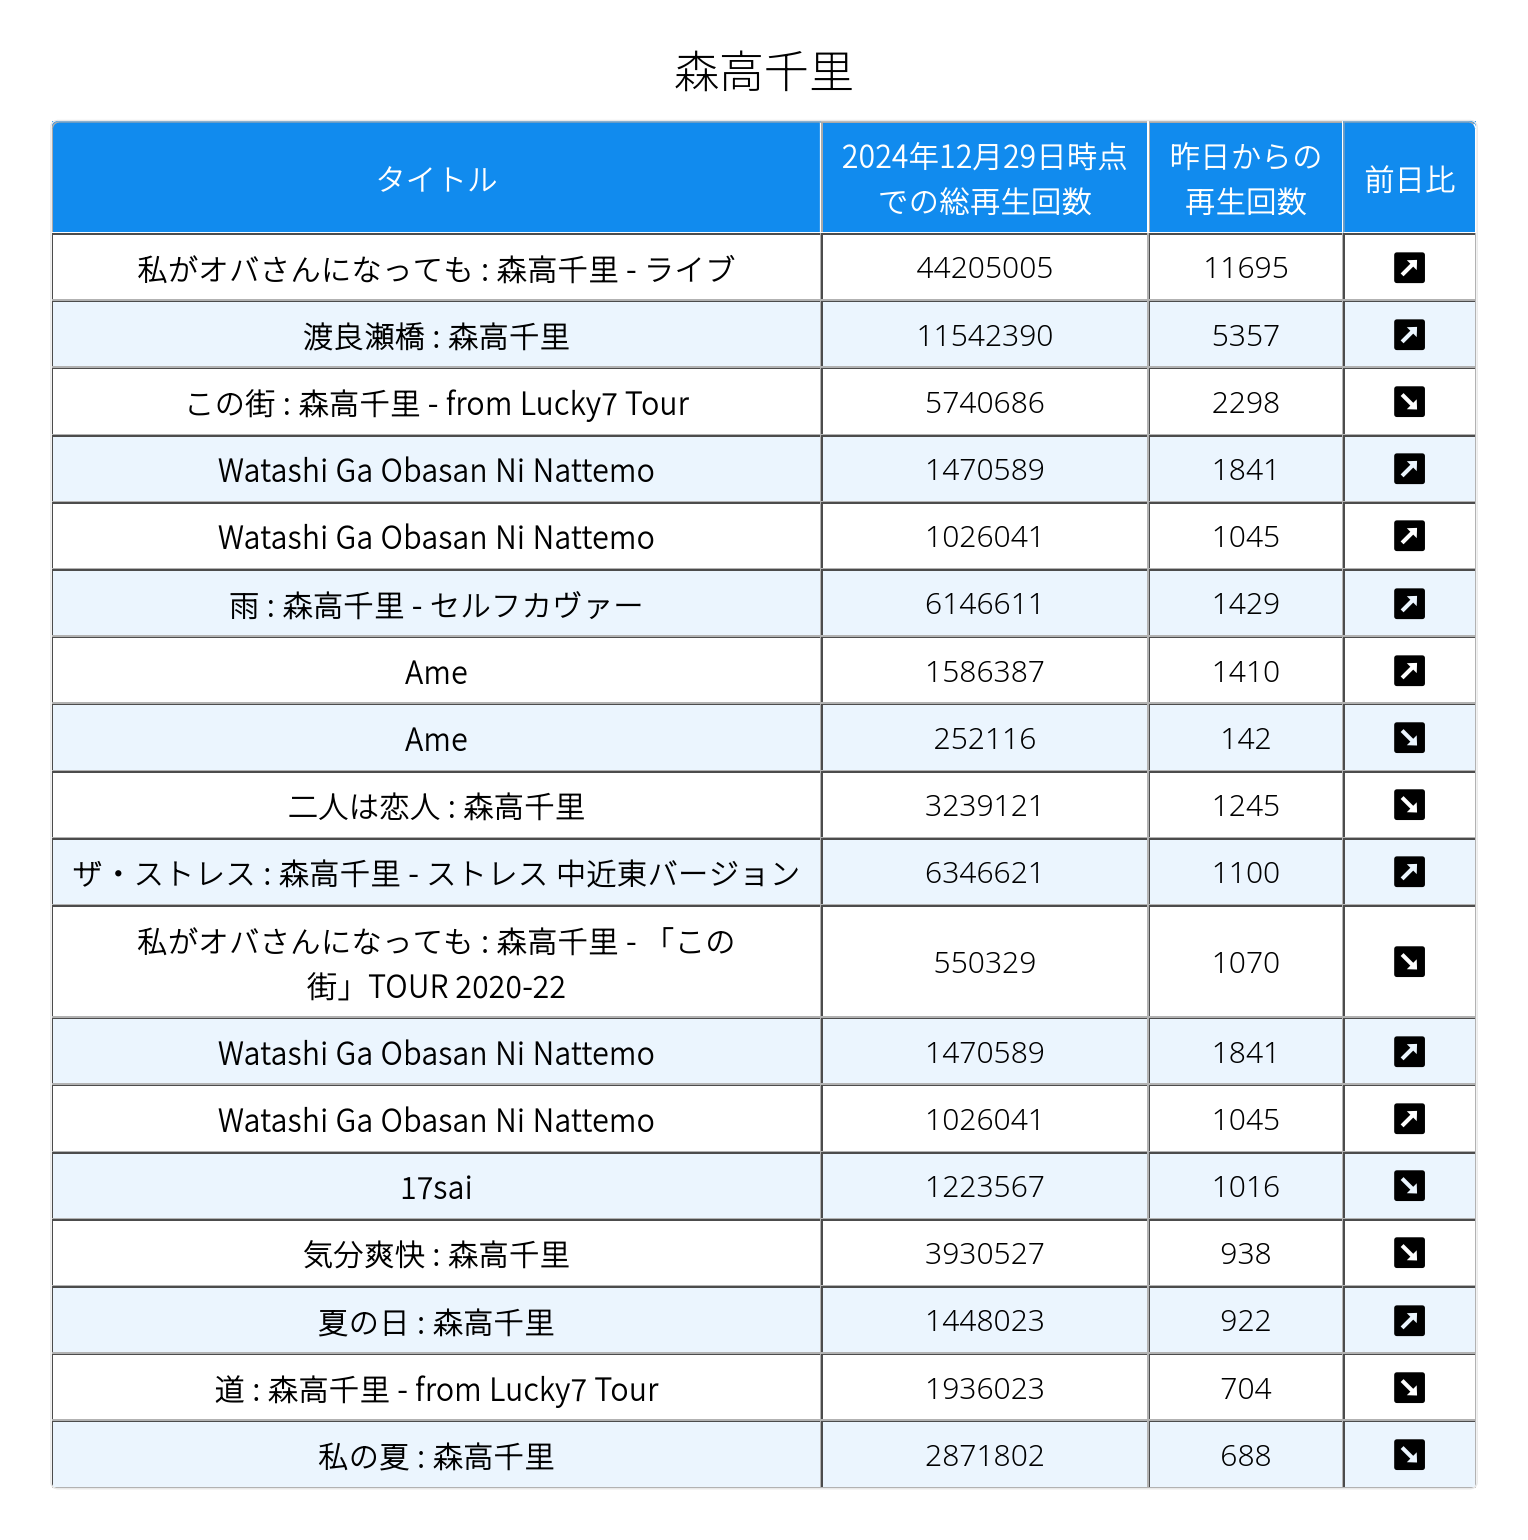 森高千里
タイトル 2024年12月29日時点での総再生回数 昨日からの再生回数 前日比
私がオバさんになっても : 森高千里 - ライブ 44205005 11695 ↗
渡良瀬橋 : 森高千里 11542390 5357 ↗
この街 : 森高千里 - from Lucky7 Tour 5740686 2298 ↘
Watashi Ga Obasan Ni Nattemo 1470589 1841 ↗
Watashi Ga Obasan Ni Nattemo 1026041 1045 ↗
雨 : 森高千里 - セルフカヴァー 6146611 1429 ↗
Ame 1586387 1410 ↗
Ame 252116 142 ↘
二人は恋人 : 森高千里 3239121 1245 ↘
ザ・ストレス : 森高千里 - ストレス 中近東バージョン 6346621 1100 ↗
私がオバさんになっても : 森高千里 - 「この街」TOUR 2020-22 550329 1070 ↘
Watashi Ga Obasan Ni Nattemo 1470589 1841 ↗
Watashi Ga Obasan Ni Nattemo 1026041 1045 ↗
17sai 1223567 1016 ↘
気分爽快 : 森高千里 3930527 938 ↘
夏の日 : 森高千里 1448023 922 ↗
道 : 森高千里 - from Lucky7 Tour 1936023 704 ↘
私の夏 : 森高千里 2871802 688 ↘